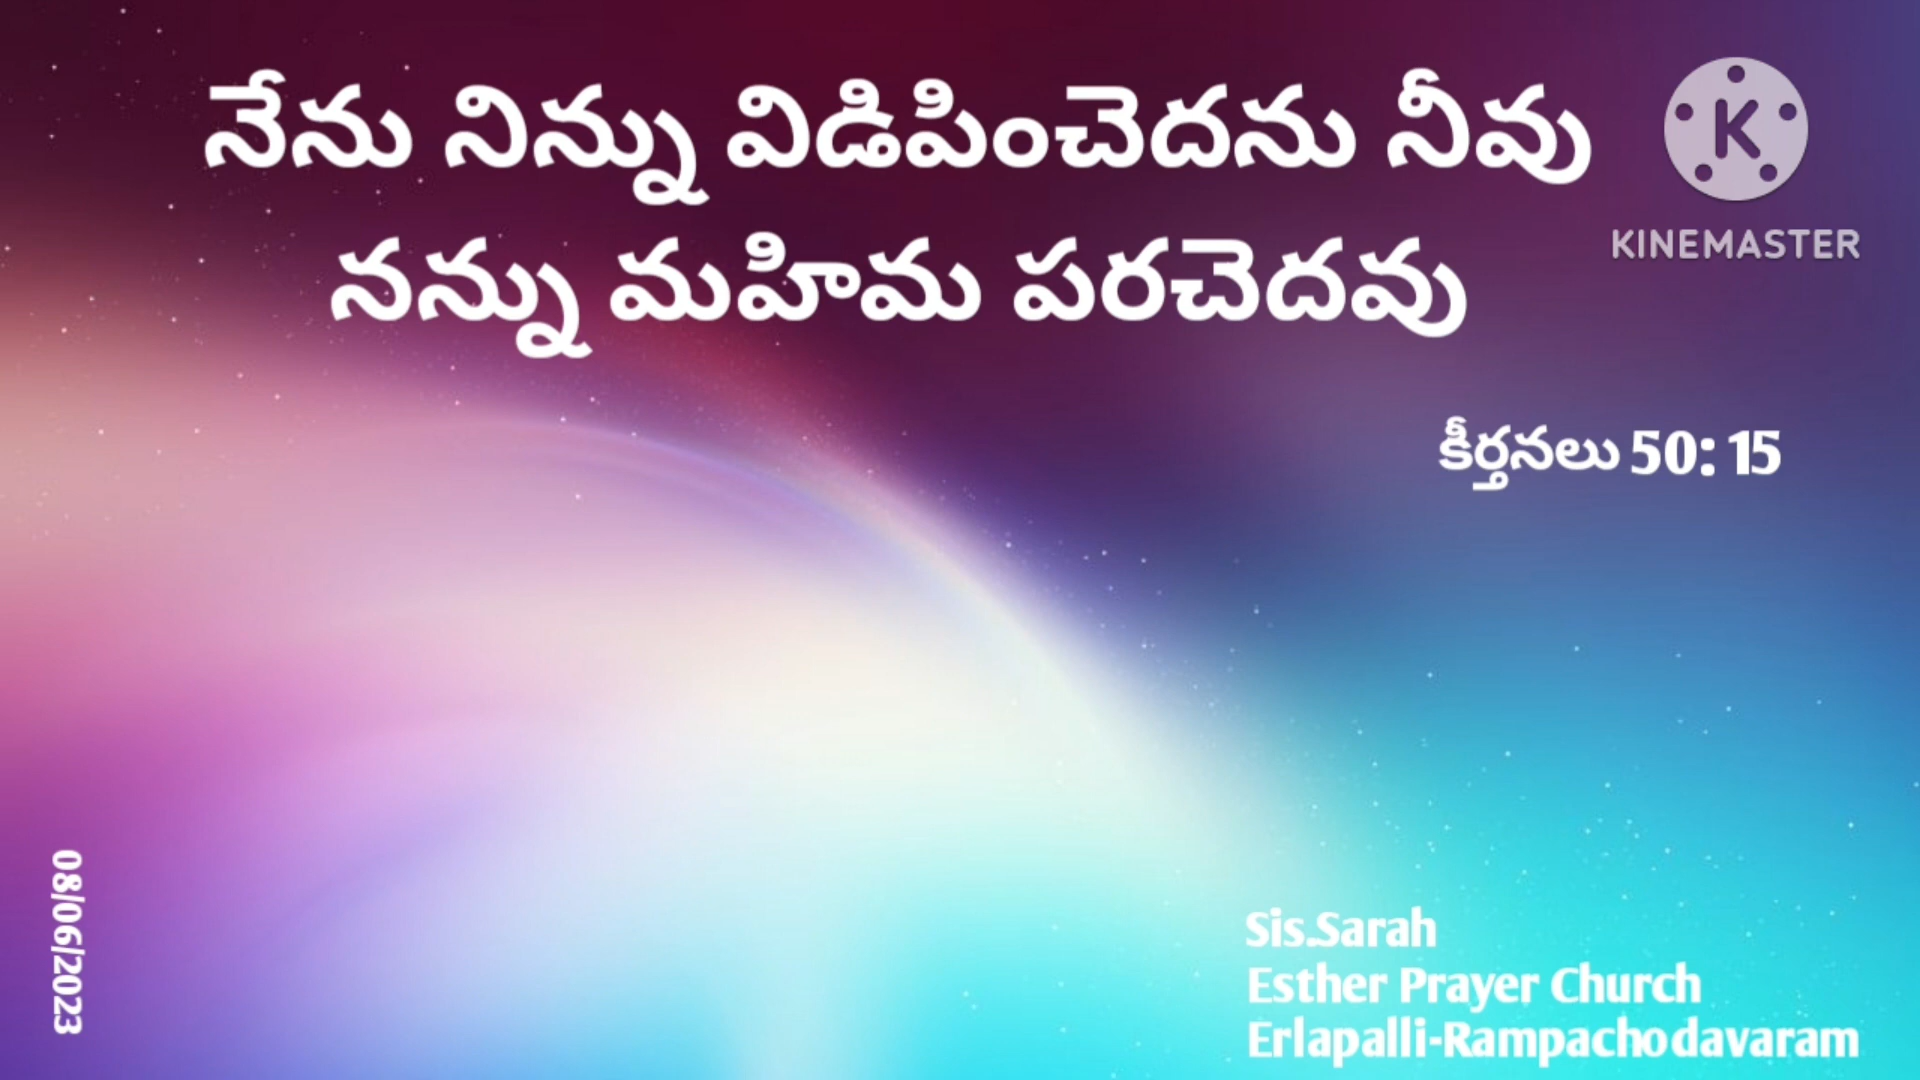 నేను నిన్ను విడిపించెదను నీవు
నన్ను మహిమ పరచెదవు
K
KINEMASTER
కీర్తనలు 50: 15
08/06/2023
Sis.Sarah
Esther Prayer Church
Erlapalli-Rampachodavaram